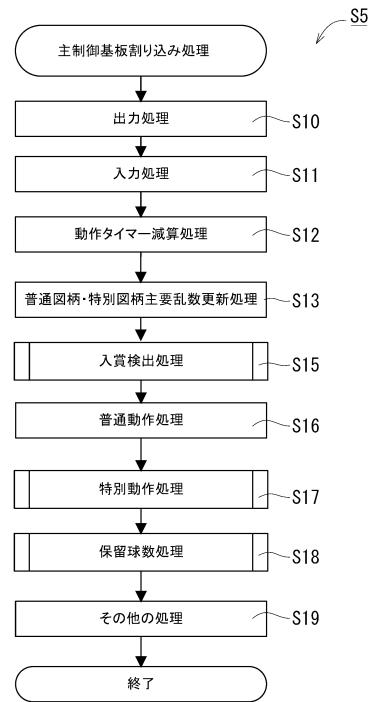 S5
主制御基板割り込み処理
出力処理
S10
入力処理
S11
動作タイマー減算処理
S12
普通図柄・特別図柄主要乱数更新処理
S13
入賞検出処理
S15
普通動作処理
S16
特別動作処理
S17
保留球数処理
S18
その他の処理
S19
終了